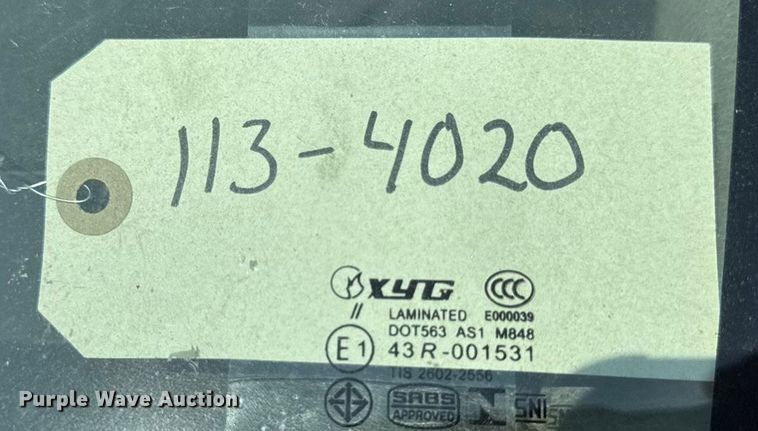 113-4020
XYG CCC
// LAMINATED E000039
DOT563 AS1 M848
E1 43R-001531
TIS 2602-2556
SABS
APPROVED
SNI
Purple Wave Auction